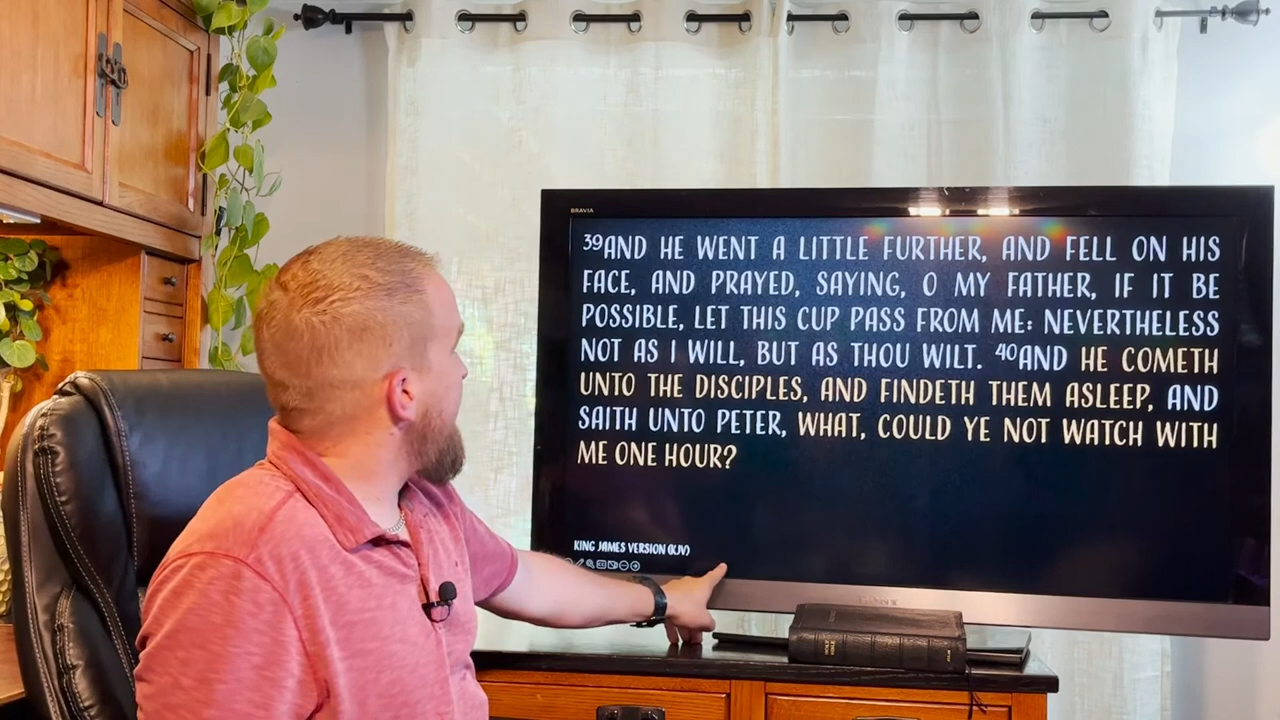 BRAVIA
39AND HE WENT A LITTLE FURTHER, AND FELL ON HIS
FACE, AND PRAYED, SAYING, O MY FATHER, IF IT BE
POSSIBLE, LET THIS CUP PASS FROM ME: NEVERTHELESS
NOT AS I WILL, BUT AS THOU WILT. 40AND HE COMETH
UNTO THE DISCIPLES, AND FINDETH THEM ASLEEP, AND
SAITH UNTO PETER, WHAT, COULD YE NOT WATCH WITH
ME ONE HOUR?
KING JAMES VERSION (KJV)
SONY
HOLY BIBLE